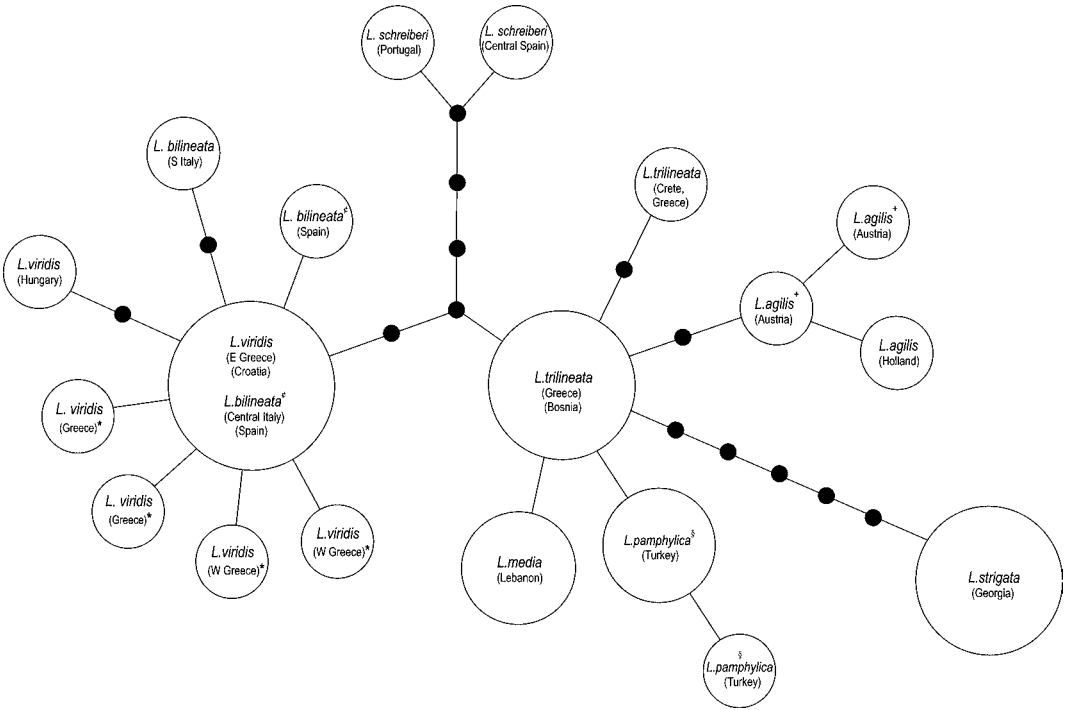 L. schreiberi
(Portugal)
L. schreiberi
(Central Spain)
L. bilineata
(S Italy)
L. bilineata¢
(Spain)
L.trilineata
(Crete,
Greece)
L.agilis+
(Austria)
L.viridis
(Hungary)
L.agilis+
(Austria)
L.agilis
(Holland)
L.viridis
(E Greece)
(Croatia)
L.bilineata¢
(Central Italy)
(Spain)
L.trilineata
(Greece)
(Bosnia)
L. viridis
(Greece)*
L. viridis
(Greece)*
L.viridis
(W Greece)*
L.viridis
(W Greece)*
L.media
(Lebanon)
L.pamphylica§
(Turkey)
L.strigata
(Georgia)
§
L.pamphylica
(Turkey)